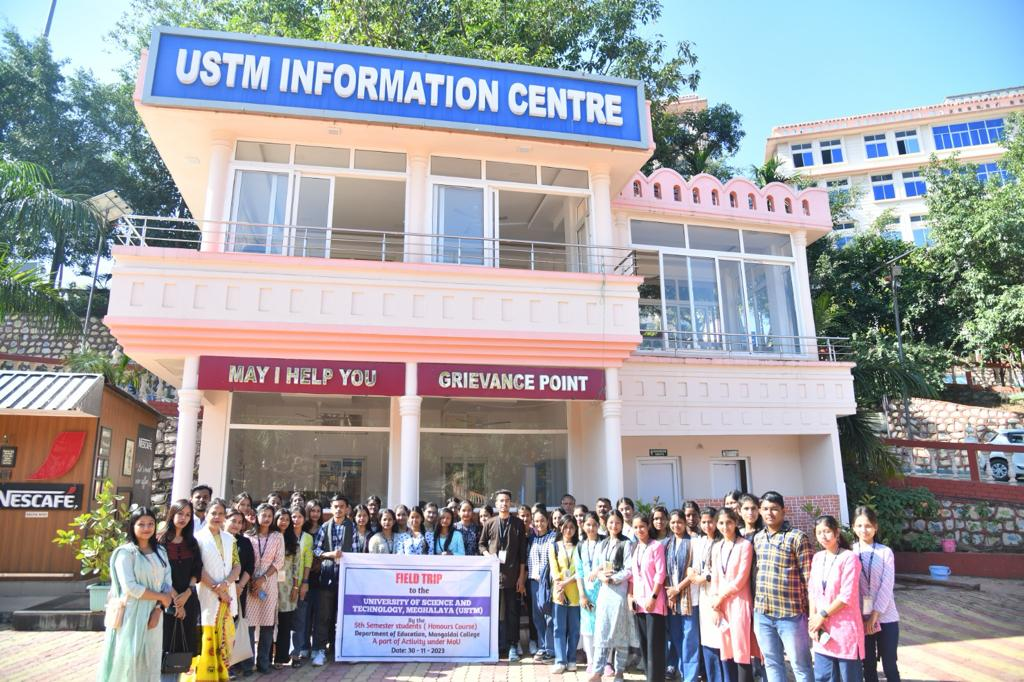 USTM INFORMATION CENTRE
MAY I HELP YOU
GRIEVANCE POINT
NESCAFÉ
NESCAFÉ
FIELD TRIP
to the
UNIVERSITY OF SCIENCE AND
TECHNOLOGY, MEGHALAYA (USTM)
By the
5th Semester students ( Honours Course)
Department of Education, Mangaldai College
A part of Activity under MoU
Date: 30 - 11 - 2023